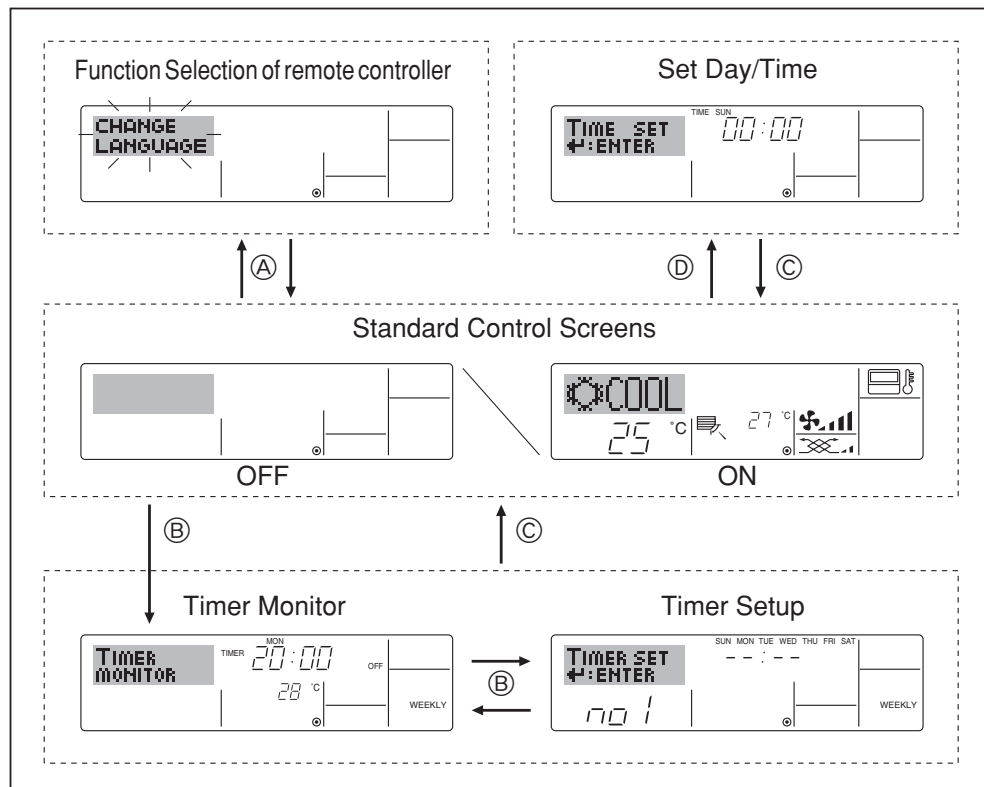 Function Selection of remote controller
CHANGE
LANGUAGE
Set Day/Time
TIME SUN
TIME SET
↵:ENTER
00:00
Ⓐ
Ⓓ
Ⓒ
Standard Control Screens
OFF
COOL
25 °C
27 °C
ON
Ⓑ
Ⓒ
Timer Monitor
TIMER
MONITOR
MON
TIMER 20:00 OFF
28 °C
WEEKLY
Ⓑ
Timer Setup
SUN MON TUE WED THU FRI SAT
TIMER SET
↵:ENTER
--:--
no 1
WEEKLY